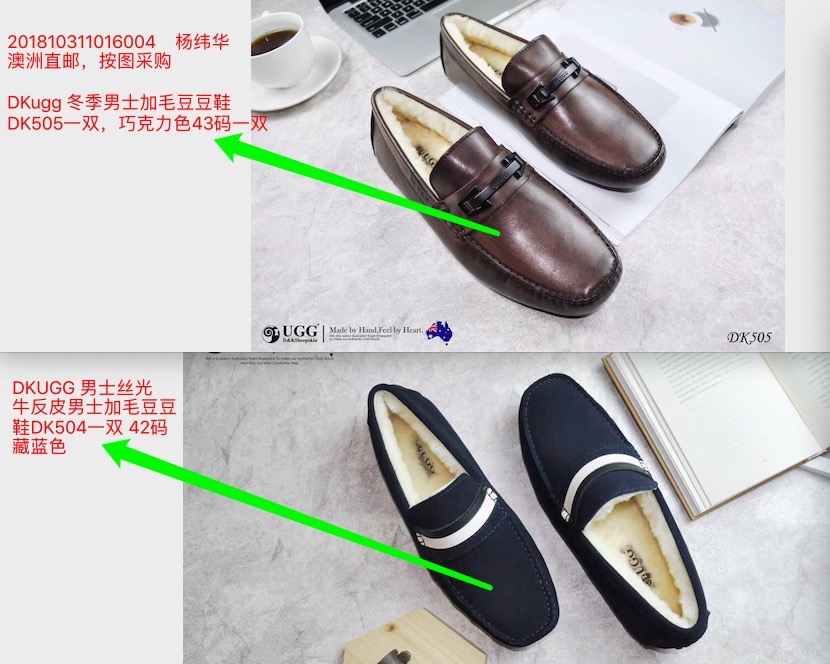 201810311016004 杨纬华
澳洲直邮，按图采购
DKugg 冬季男士加毛豆豆鞋
DK505一双，巧克力色43码一双
UGG
D&KSheepskin
Made by Hand,Feel by Heart.
DK505
DKUGG 男士丝光
牛反皮男士加毛豆豆
鞋DK504一双 42码
藏蓝色
UGG
UGG